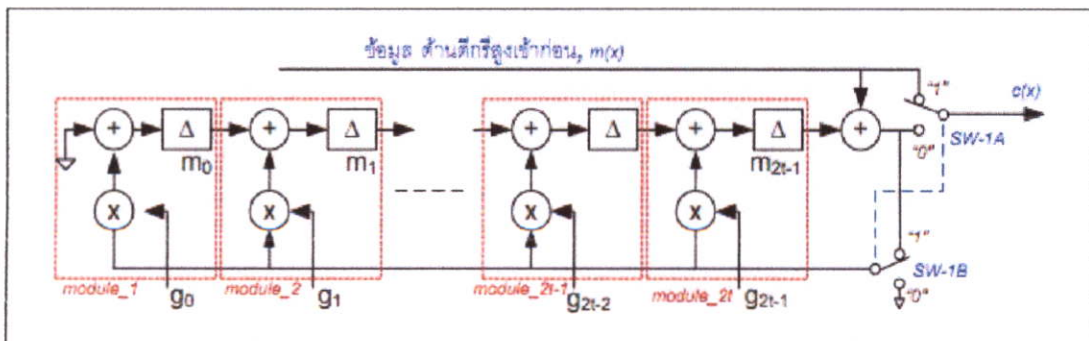 ข้อมูล ด้านดีกรีสูงเข้าก่อน, m(x)
"1"
c(x)
+
Δ
+
Δ
+
Δ
+
Δ
+
"0"
SW-1A
m0
m1
m2t-1
x
x
x
x
"1"
SW-1B
"0"
module_1
g0
module_2
g1
module_2t-1
g2t-2
module_2t
g2t-1